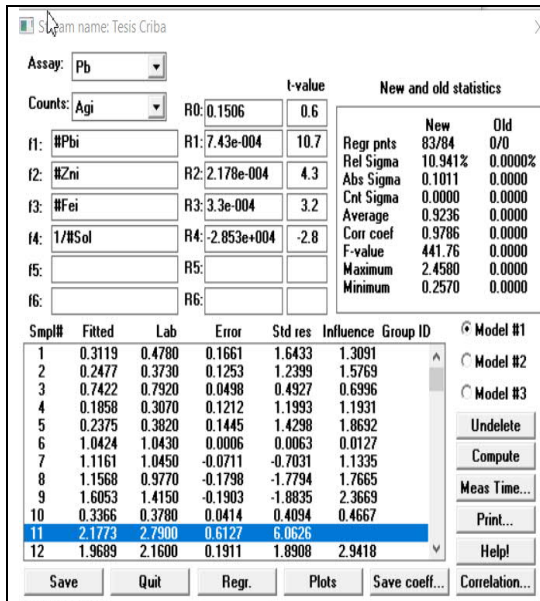 Stream name: Tesis Criba
Assay: Pb
t-value New and old statistics
Counts: Agi R0: 0.1506 0.6
New Old
f1: #Pbi R1: 7.43e-004 10.7 Regr pnts 83/84 0/0
Rel Sigma 10.941% 0.0000%
f2: #Zni R2: 2.178e-004 4.3 Abs Sigma 0.1011 0.0000
Cnt Sigma 0.0000 0.0000
f3: #Fei R3: 3.3e-004 3.2 Average 0.9236 0.0000
Corr coef 0.9786 0.0000
f4: 1/#Sol R4: -2.853e+004 -2.8 F-value 441.76 0.0000
f5: R5: Maximum 2.4580 0.0000
Minimum 0.2570 0.0000
f6: R6:
Smpl# Fitted Lab Error Std res Influence Group ID Model #1
1 0.3119 0.4780 0.1661 1.6433 1.3091
2 0.2477 0.3730 0.1253 1.2399 1.5769 Model #2
3 0.7422 0.7920 0.0498 0.4927 0.6996 Model #3
4 0.1858 0.3070 0.1212 1.1993 1.1931
5 0.2375 0.3820 0.1445 1.4298 1.8692 Undelete
6 1.0424 1.0430 0.0006 0.0063 0.0127
7 1.1161 1.0450 -0.0711 -0.7031 1.1335 Compute
8 1.1568 0.9770 -0.1798 -1.7794 1.7665
9 1.6053 1.4150 -0.1903 -1.8835 2.3669 Meas Time...
10 0.3366 0.3780 0.0414 0.4094 0.4667 Print...
11 2.1773 2.7900 0.6127 6.0626
12 1.9689 2.1600 0.1911 1.8908 2.9418 Help!
Save Quit Regr. Plots Save coeff... Correlation...